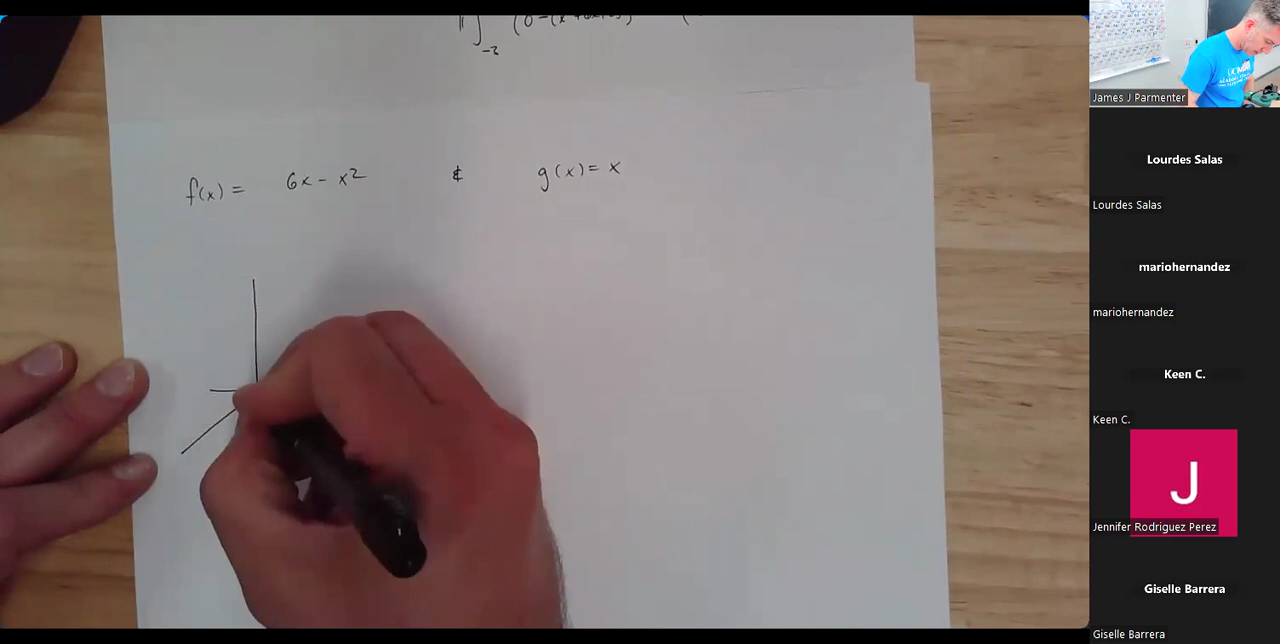 f(x) = 6x - x² & g(x) = x
-2
James J Parmenter
Lourdes Salas
Lourdes Salas
mariohernandez
mariohernandez
Keen C.
Keen C.
J
Jennifer Rodriguez Perez
Giselle Barrera
Giselle Barrera